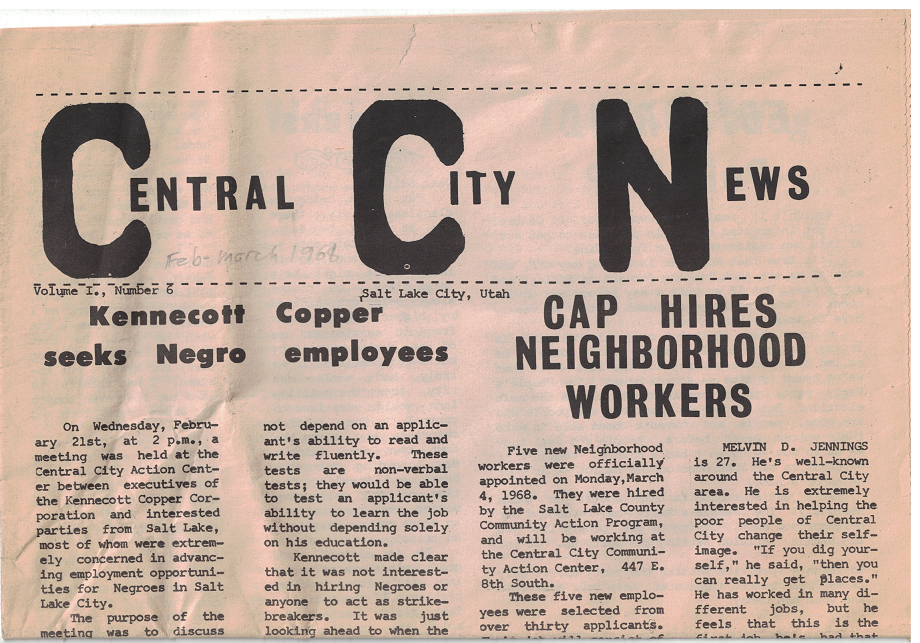 CENTRAL CITY NEWS
Feb-march 1968
Volume I., Number 6
Salt Lake City, Utah
Kennecott Copper
seeks Negro employees
On Wednesday, Febru-
ary 21st, at 2 p.m., a
meeting was held at the
Central City Action Cent-
er between executives of
the Kennecott Copper Cor-
poration and interested
parties from Salt Lake,
most of whom were extrem-
ely concerned in advanc-
ing employment opportuni-
ties for Negroes in Salt
Lake City.
The purpose of the
meeting was to discuss
not depend on an applic-
ant's ability to read and
write fluently. These
tests are non-verbal
tests; they would be able
to test an applicant's
ability to learn the job
without depending solely
on his education.
Kennecott made clear
that it was not interest-
ed in hiring Negroes or
anyone to act as strike-
breakers. It was just
looking ahead to when the
CAP HIRES
NEIGHBORHOOD
WORKERS
Five new Neighborhood
workers were officially
appointed on Monday,March
4, 1968. They were hired
by the Salt Lake County
Community Action Program,
and will be working at
the Central City Communi-
ty Action Center, 447 E.
8th South.
These five new emplo-
yees were selected from
over thirty applicants.
MELVIN D. JENNINGS
is 27. He's well-known
around the Central City
area. He is extremely
interested in helping the
poor people of Central
City change their self-
image. "If you dig your-
self," he said, "then you
can really get places."
He has worked in many di-
fferent jobs, but he
feels that this is the
first job he's had that